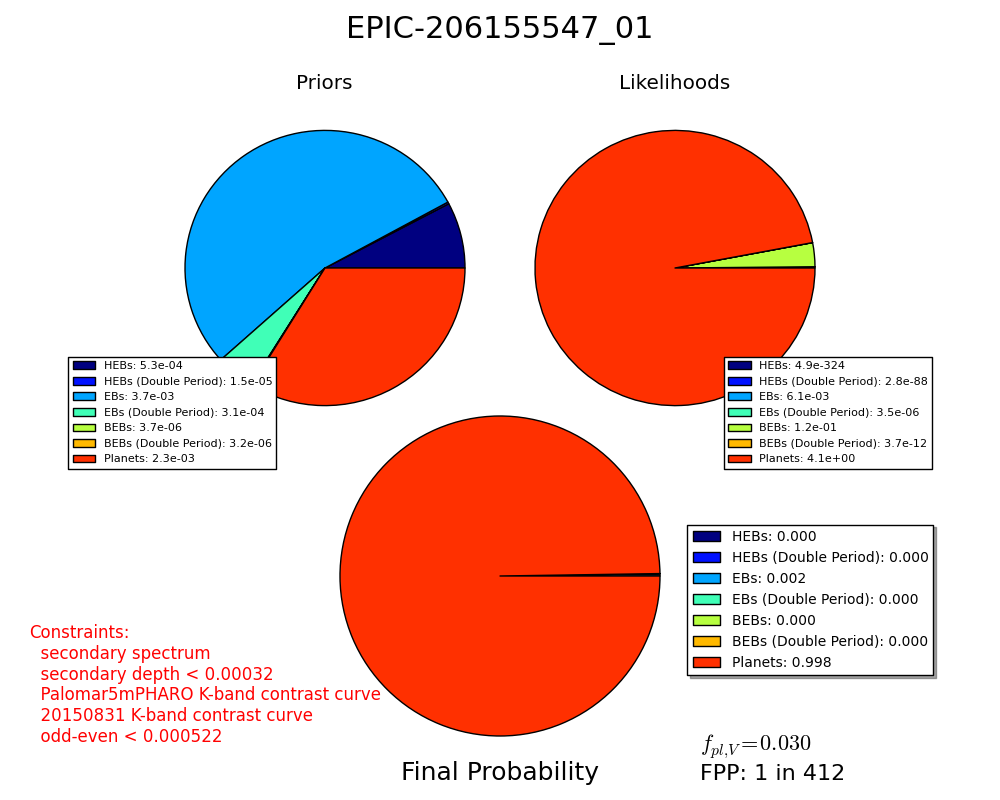 EPIC-206155547_01
Priors
Likelihoods
HEBs: 5.3e-04
HEBs (Double Period): 1.5e-05
EBs: 3.7e-03
EBs (Double Period): 3.1e-04
BEBs: 3.7e-06
BEBs (Double Period): 3.2e-06
Planets: 2.3e-03
HEBs: 4.9e-324
HEBs (Double Period): 2.8e-88
EBs: 6.1e-03
EBs (Double Period): 3.5e-06
BEBs: 1.2e-01
BEBs (Double Period): 3.7e-12
Planets: 4.1e+00
HEBs: 0.000
HEBs (Double Period): 0.000
EBs: 0.002
EBs (Double Period): 0.000
BEBs: 0.000
BEBs (Double Period): 0.000
Planets: 0.998
Constraints:
secondary spectrum
secondary depth < 0.00032
Palomar5mPHARO K-band contrast curve
20150831 K-band contrast curve
odd-even < 0.000522
f_{pl,V}=0.030
Final Probability
FPP: 1 in 412